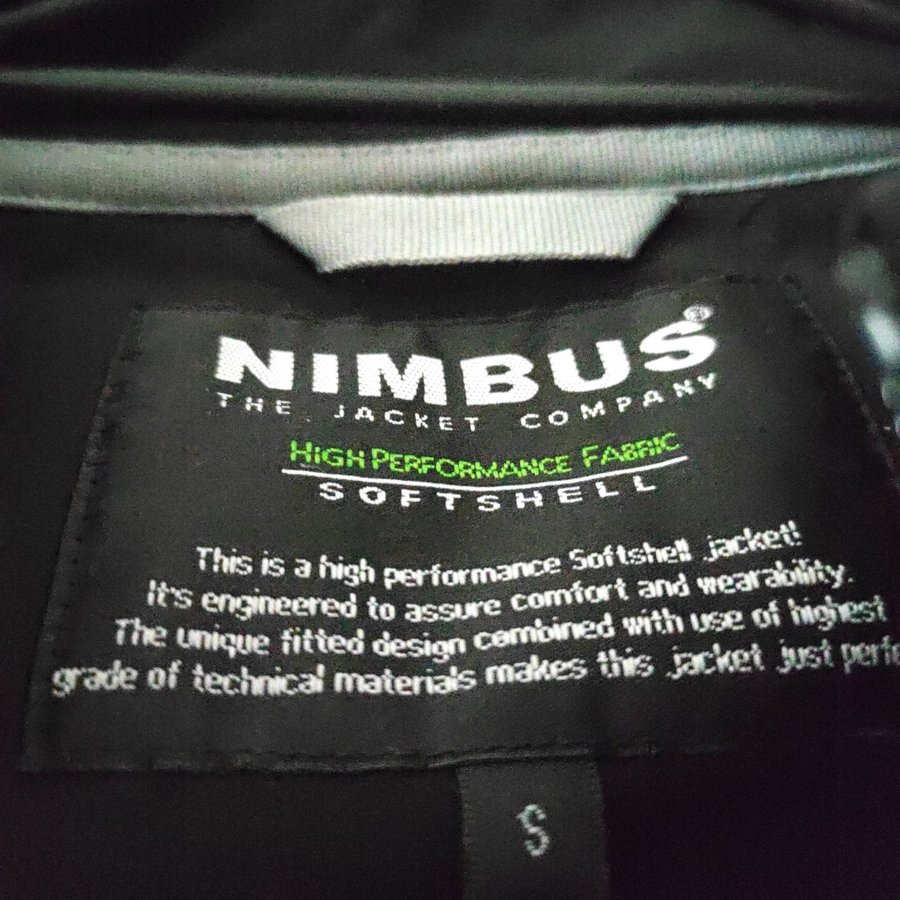 NIMBUS®
THE JACKET COMPANY
HIGH PERFORMANCE FABRIC
SOFTSHELL
This is a high performance Softshell jacket!
It's engineered to assure comfort and wearability.
The unique fitted design combined with use of highest
grade of technical materials makes this jacket just perfe
S